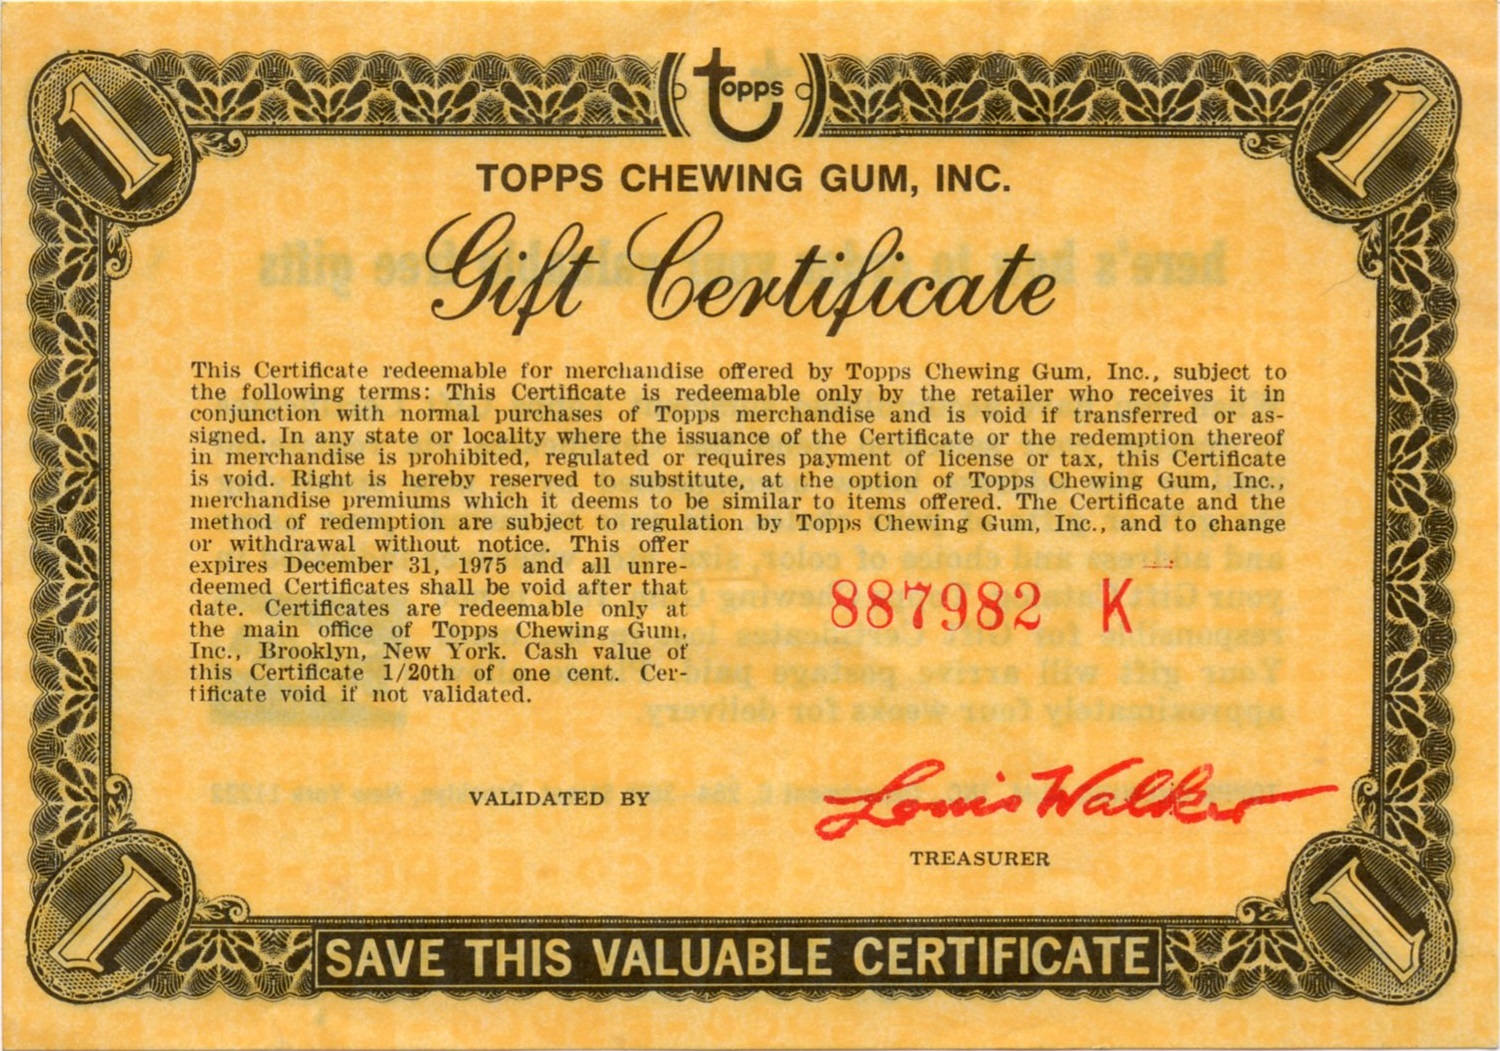 1
topps
1
TOPPS CHEWING GUM, INC.
Gift Certificate
This Certificate redeemable for merchandise offered by Topps Chewing Gum, Inc., subject to
the following terms: This Certificate is redeemable only by the retailer who receives it in
conjunction with normal purchases of Topps merchandise and is void if transferred or as-
signed. In any state or locality where the issuance of the Certificate or the redemption thereof
in merchandise is prohibited, regulated or requires payment of license or tax, this Certificate
is void. Right is hereby reserved to substitute, at the option of Topps Chewing Gum, Inc.,
merchandise premiums which it deems to be similar to items offered. The Certificate and the
method of redemption are subject to regulation by Topps Chewing Gum, Inc., and to change
or withdrawal without notice. This offer
expires December 31, 1975 and all unre-
deemed Certificates shall be void after that
date. Certificates are redeemable only at
the main office of Topps Chewing Gum,
Inc., Brooklyn, New York. Cash value of
this Certificate 1/20th of one cent. Cer-
tificate void if not validated.
887982 K
VALIDATED BY
Louis Walker
TREASURER
1
SAVE THIS VALUABLE CERTIFICATE
1